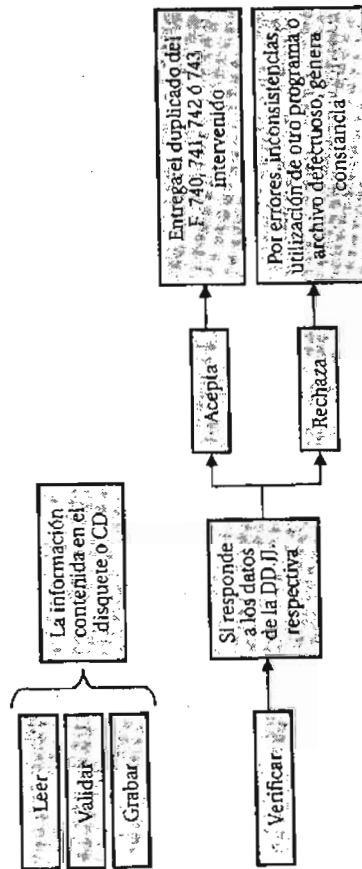 Leer
Validar
Grabar
La información
contenida en el
disquete o CD
Verificar
Si responde
a los datos
de la DD.JJ.
respectiva
Acepta
Entrega el duplicado del
F. 740, 741, 742 ó 743
intervenido
Rechaza
Por errores, inconsistencias,
utilización de otro programa o
archivo defectuoso, genera
constancia